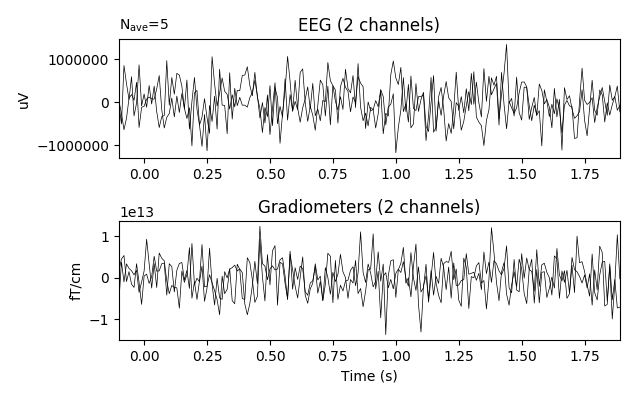 N_ave=5
EEG (2 channels)
uV
1000000
0
−1000000
0.00 0.25 0.50 0.75 1.00 1.25 1.50 1.75
1e13
Gradiometers (2 channels)
fT/cm
1
0
−1
0.00 0.25 0.50 0.75 1.00 1.25 1.50 1.75
Time (s)